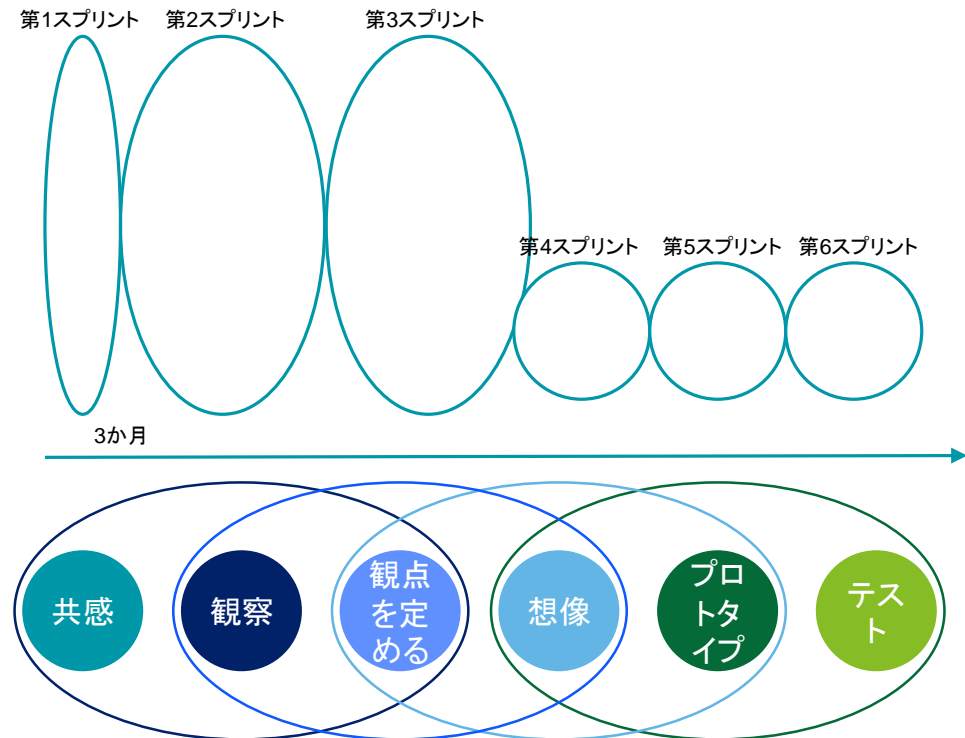 第1スプリント
第2スプリント
第3スプリント
第4スプリント
第5スプリント
第6スプリント
3か月
共感
観察
観点
を定
める
想像
プロ
トタ
イプ
テス
ト